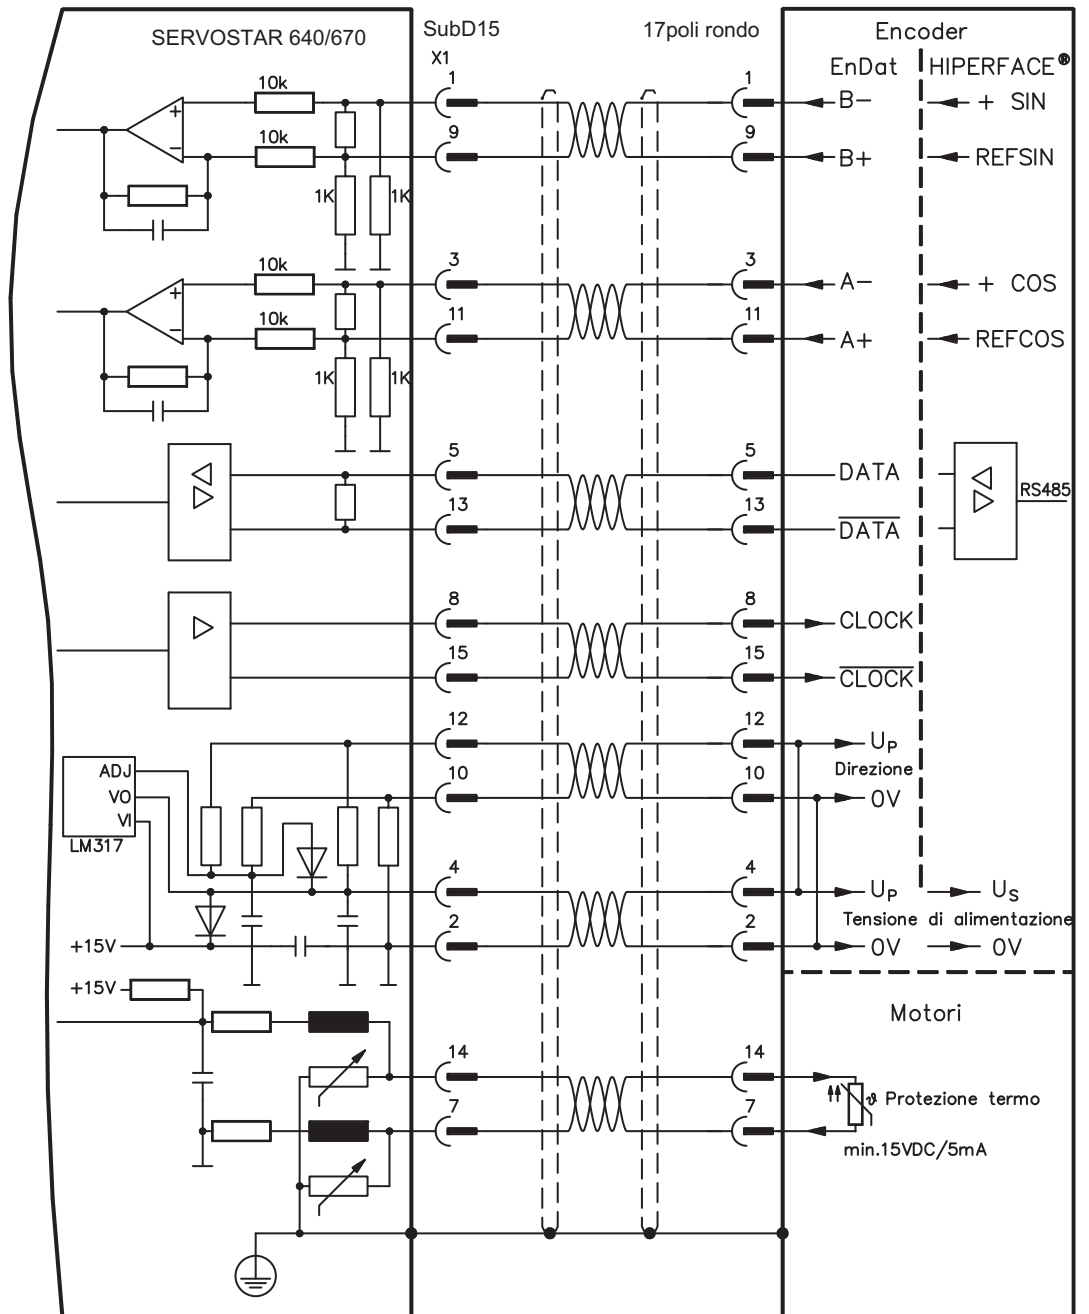 SERVOSTAR 640/670
SubD15
X1
17poli rondo
Encoder
EnDat
HIPERFACE®
10k
1
1
B−
+ SIN
10k
9
9
B+
REFSIN
1K
1K
10k
3
3
A−
+ COS
10k
11
11
A+
REFCOS
1K
1K
5
5
DATA
RS485
13
13
DATA
8
8
CLOCK
15
15
CLOCK
12
12
UP
Direzione
ADJ
VO
VI
LM317
10
10
0V
4
4
UP
US
Tensione di alimentazione
+15V
2
2
0V
0V
+15V
Motori
14
14
ϑ Protezione termo
7
7
min.15VDC/5mA